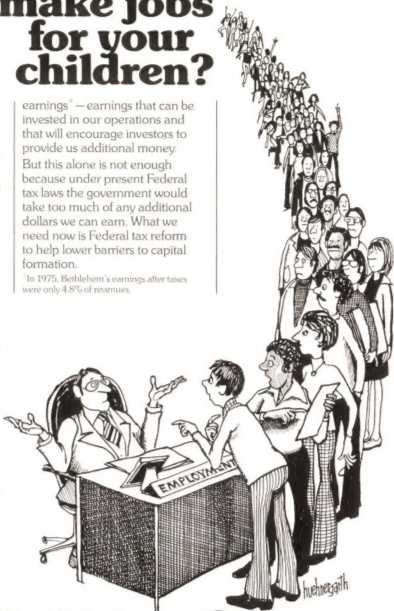 make jobs
for your
children?
earnings*—earnings that can be
invested in our operations and
that will encourage investors to
provide us additional money.
But this alone is not enough
because under present Federal
tax laws the government would
take too much of any additional
dollars we can earn. What we
need now is Federal tax reform
to help lower barriers to capital
formation.
*In 1975, Bethlehem's earnings after taxes
were only 4.8% of revenues.
EMPLOYMENT
huehnergarth